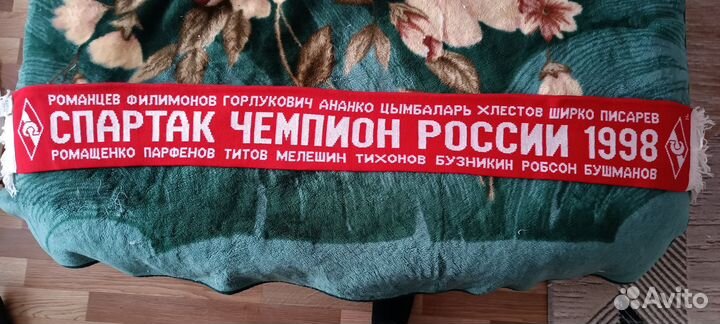 РОМАНЦЕВ ФИЛИМОНОВ ГОРЛУКОВИЧ АНАНКО ЦЫМБАЛАРЬ ХЛЕСТОВ ШИРКО ПИСАРЕВ
СПАРТАК ЧЕМПИОН РОССИИ 1998
РОМАЩЕНКО ПАРФЕНОВ ТИТОВ МЕЛЕШИН ТИХОНОВ БУЗНИКИН РОБСОН БУШМАНОВ
Avito